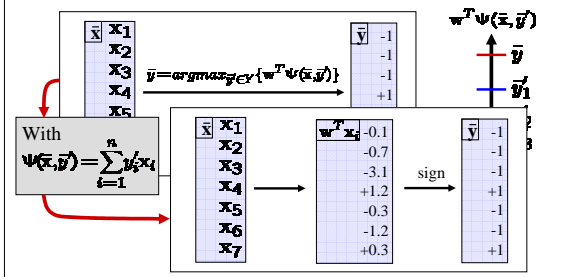 w^T Ψ(x̄, ȳ')
x̄ x₁
x₂
x₃
x₄
x₅
ȳ = argmax_{ȳ'∈Y} {w^T Ψ(x̄, ȳ')}
ȳ -1
-1
-1
+1
ȳ
ȳ'₁
With
Ψ(x̄, ȳ') = ∑_{i=1}^{n} y'_i x_i
x̄ x₁
x₂
x₃
x₄
x₅
x₆
x₇
w^T x_i -0.1
-0.7
-3.1
+1.2
-0.3
-1.2
+0.3
sign
ȳ -1
-1
-1
+1
-1
-1
+1